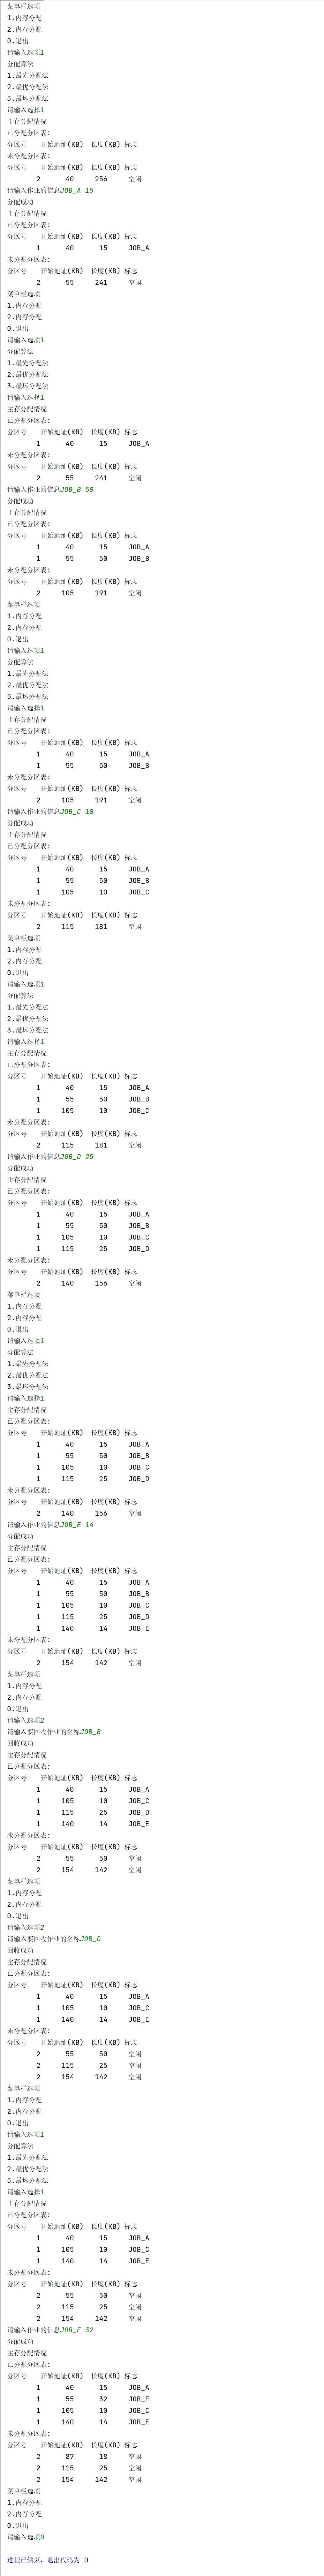 菜单栏选项
1.内存分配
2.内存分配
0.退出
请输入选项1
分配算法
1.最先分配法
2.最优分配法
3.最坏分配法
请输入选择1
主存分配情况
已分配分区表:
分区号 开始地址(KB) 长度(KB) 标志
未分配分区表:
分区号 开始地址(KB) 长度(KB) 标志
2 40 256 空闲
请输入作业的信息JOB_A 15
分配成功
主存分配情况
已分配分区表:
分区号 开始地址(KB) 长度(KB) 标志
1 40 15 JOB_A
未分配分区表:
分区号 开始地址(KB) 长度(KB) 标志
2 55 241 空闲
菜单栏选项
1.内存分配
2.内存分配
0.退出
请输入选项1
分配算法
1.最先分配法
2.最优分配法
3.最坏分配法
请输入选择1
主存分配情况
已分配分区表:
分区号 开始地址(KB) 长度(KB) 标志
1 40 15 JOB_A
未分配分区表:
分区号 开始地址(KB) 长度(KB) 标志
2 55 241 空闲
请输入作业的信息JOB_B 50
分配成功
主存分配情况
已分配分区表:
分区号 开始地址(KB) 长度(KB) 标志
1 40 15 JOB_A
1 55 50 JOB_B
未分配分区表:
分区号 开始地址(KB) 长度(KB) 标志
2 105 191 空闲
菜单栏选项
1.内存分配
2.内存分配
0.退出
请输入选项1
分配算法
1.最先分配法
2.最优分配法
3.最坏分配法
请输入选择1
主存分配情况
已分配分区表:
分区号 开始地址(KB) 长度(KB) 标志
1 40 15 JOB_A
1 55 50 JOB_B
未分配分区表:
分区号 开始地址(KB) 长度(KB) 标志
2 105 191 空闲
请输入作业的信息JOB_C 10
分配成功
主存分配情况
已分配分区表:
分区号 开始地址(KB) 长度(KB) 标志
1 40 15 JOB_A
1 55 50 JOB_B
1 105 10 JOB_C
未分配分区表:
分区号 开始地址(KB) 长度(KB) 标志
2 115 181 空闲
菜单栏选项
1.内存分配
2.内存分配
0.退出
请输入选项1
分配算法
1.最先分配法
2.最优分配法
3.最坏分配法
请输入选择1
主存分配情况
已分配分区表:
分区号 开始地址(KB) 长度(KB) 标志
1 40 15 JOB_A
1 55 50 JOB_B
1 105 10 JOB_C
未分配分区表:
分区号 开始地址(KB) 长度(KB) 标志
2 115 181 空闲
请输入作业的信息JOB_D 25
分配成功
主存分配情况
已分配分区表:
分区号 开始地址(KB) 长度(KB) 标志
1 40 15 JOB_A
1 55 50 JOB_B
1 105 10 JOB_C
1 115 25 JOB_D
未分配分区表:
分区号 开始地址(KB) 长度(KB) 标志
2 140 156 空闲
菜单栏选项
1.内存分配
2.内存分配
0.退出
请输入选项1
分配算法
1.最先分配法
2.最优分配法
3.最坏分配法
请输入选择1
主存分配情况
已分配分区表:
分区号 开始地址(KB) 长度(KB) 标志
1 40 15 JOB_A
1 55 50 JOB_B
1 105 10 JOB_C
1 115 25 JOB_D
未分配分区表:
分区号 开始地址(KB) 长度(KB) 标志
2 140 156 空闲
请输入作业的信息JOB_E 14
分配成功
主存分配情况
已分配分区表:
分区号 开始地址(KB) 长度(KB) 标志
1 40 15 JOB_A
1 55 50 JOB_B
1 105 10 JOB_C
1 115 25 JOB_D
1 140 14 JOB_E
未分配分区表:
分区号 开始地址(KB) 长度(KB) 标志
2 154 142 空闲
菜单栏选项
1.内存分配
2.内存分配
0.退出
请输入选项2
请输入要回收作业的名称JOB_B
回收成功
主存分配情况
已分配分区表:
分区号 开始地址(KB) 长度(KB) 标志
1 40 15 JOB_A
1 105 10 JOB_C
1 115 25 JOB_D
1 140 14 JOB_E
未分配分区表:
分区号 开始地址(KB) 长度(KB) 标志
2 55 50 空闲
2 154 142 空闲
菜单栏选项
1.内存分配
2.内存分配
0.退出
请输入选项2
请输入要回收作业的名称JOB_D
回收成功
主存分配情况
已分配分区表:
分区号 开始地址(KB) 长度(KB) 标志
1 40 15 JOB_A
1 105 10 JOB_C
1 140 14 JOB_E
未分配分区表:
分区号 开始地址(KB) 长度(KB) 标志
2 55 50 空闲
2 115 25 空闲
2 154 142 空闲
菜单栏选项
1.内存分配
2.内存分配
0.退出
请输入选项1
分配算法
1.最先分配法
2.最优分配法
3.最坏分配法
请输入选择1
主存分配情况
已分配分区表:
分区号 开始地址(KB) 长度(KB) 标志
1 40 15 JOB_A
1 105 10 JOB_C
1 140 14 JOB_E
未分配分区表:
分区号 开始地址(KB) 长度(KB) 标志
2 55 50 空闲
2 115 25 空闲
2 154 142 空闲
请输入作业的信息JOB_F 32
分配成功
主存分配情况
已分配分区表:
分区号 开始地址(KB) 长度(KB) 标志
1 40 15 JOB_A
1 55 32 JOB_F
1 105 10 JOB_C
1 140 14 JOB_E
未分配分区表:
分区号 开始地址(KB) 长度(KB) 标志
2 87 18 空闲
2 115 25 空闲
2 154 142 空闲
菜单栏选项
1.内存分配
2.内存分配
0.退出
请输入选项0
进程已结束，退出代码为 0